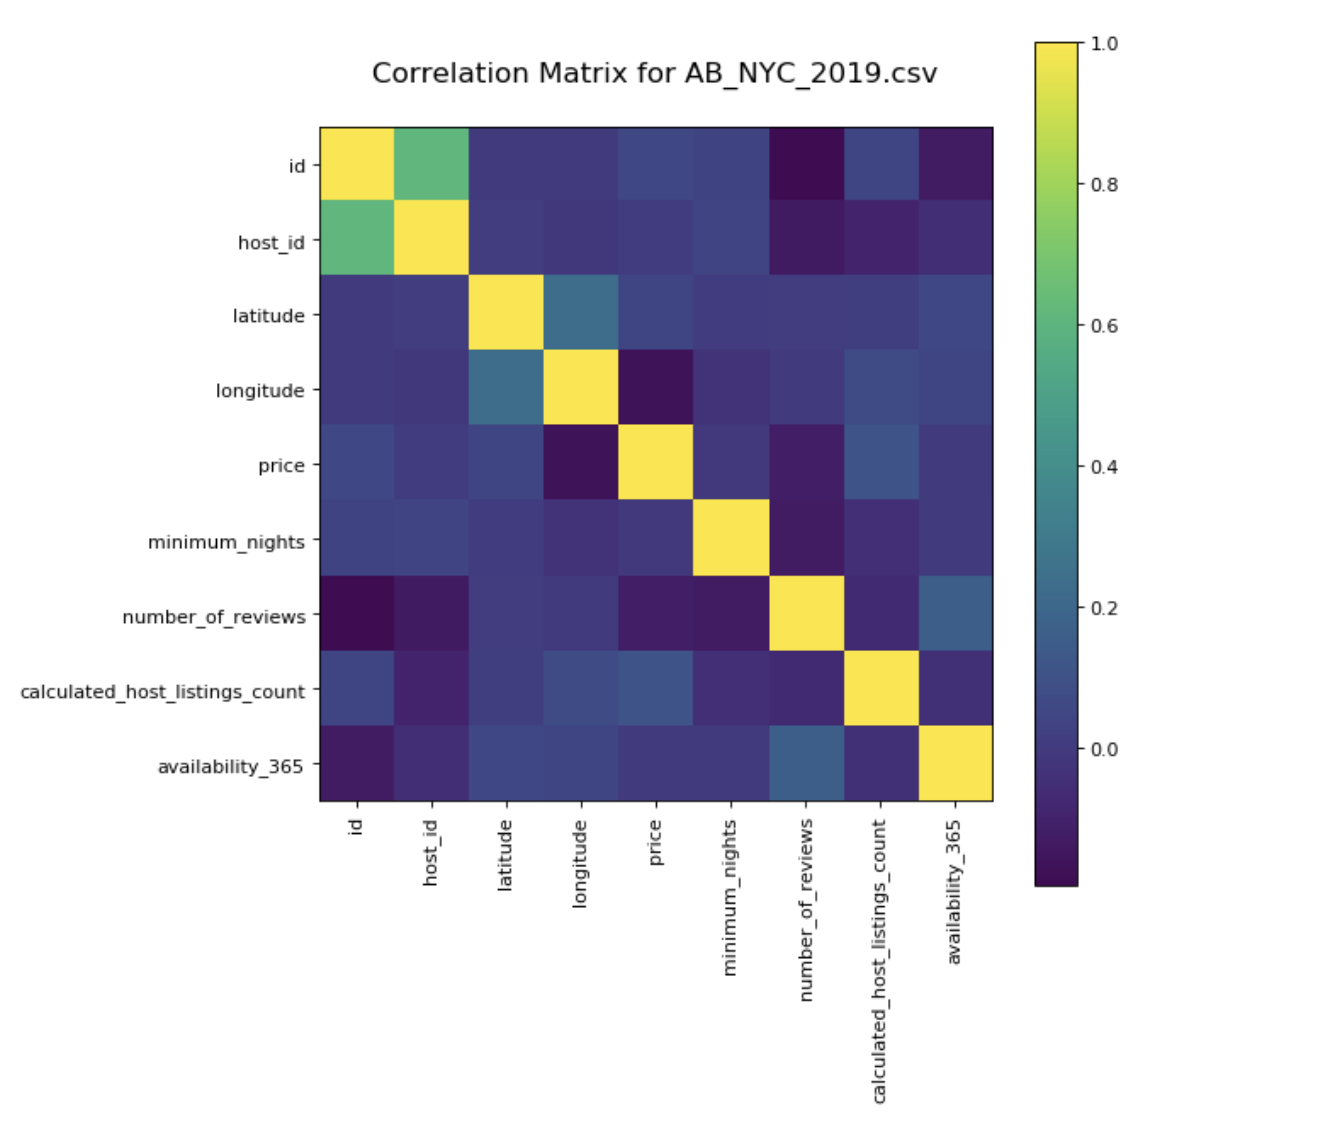 Correlation Matrix for AB_NYC_2019.csv
id
host_id
latitude
longitude
price
minimum_nights
number_of_reviews
calculated_host_listings_count
availability_365
id
host_id
latitude
longitude
price
minimum_nights
number_of_reviews
calculated_host_listings_count
availability_365
1.0
0.8
0.6
0.4
0.2
0.0